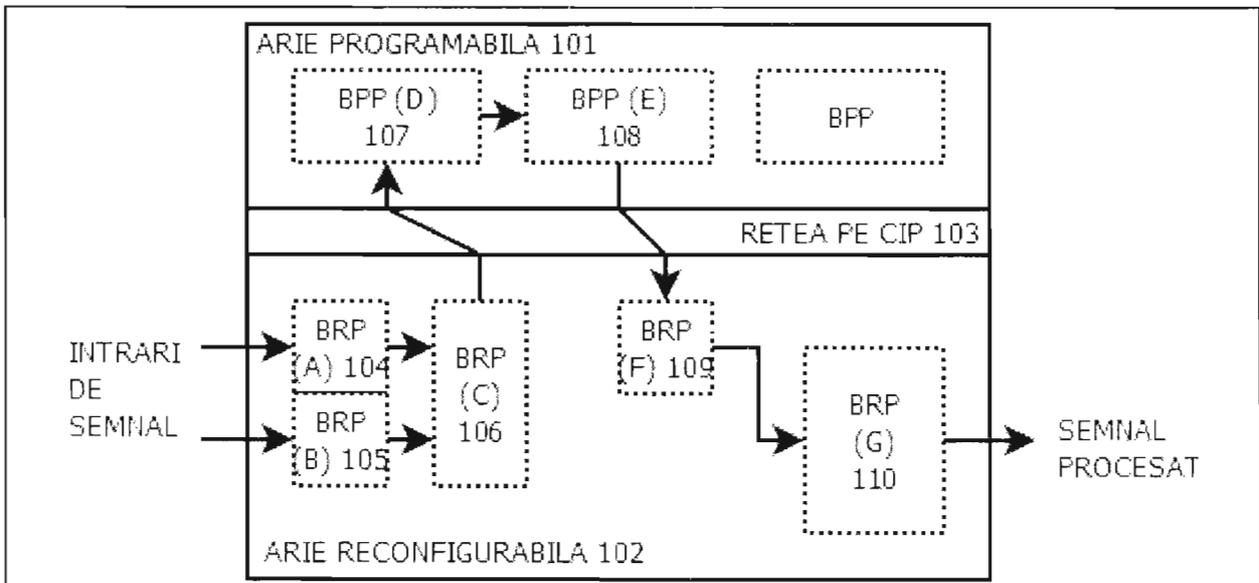 ARIE PROGRAMABILA 101
BPP (D)
107
BPP (E)
108
BPP
RETEA PE CIP 103
INTRARI
DE
SEMNAL
BRP
(A) 104
BRP
(B) 105
BRP
(C)
106
BRP
(F) 109
BRP
(G)
110
SEMNAL
PROCESAT
ARIE RECONFIGURABILA 102